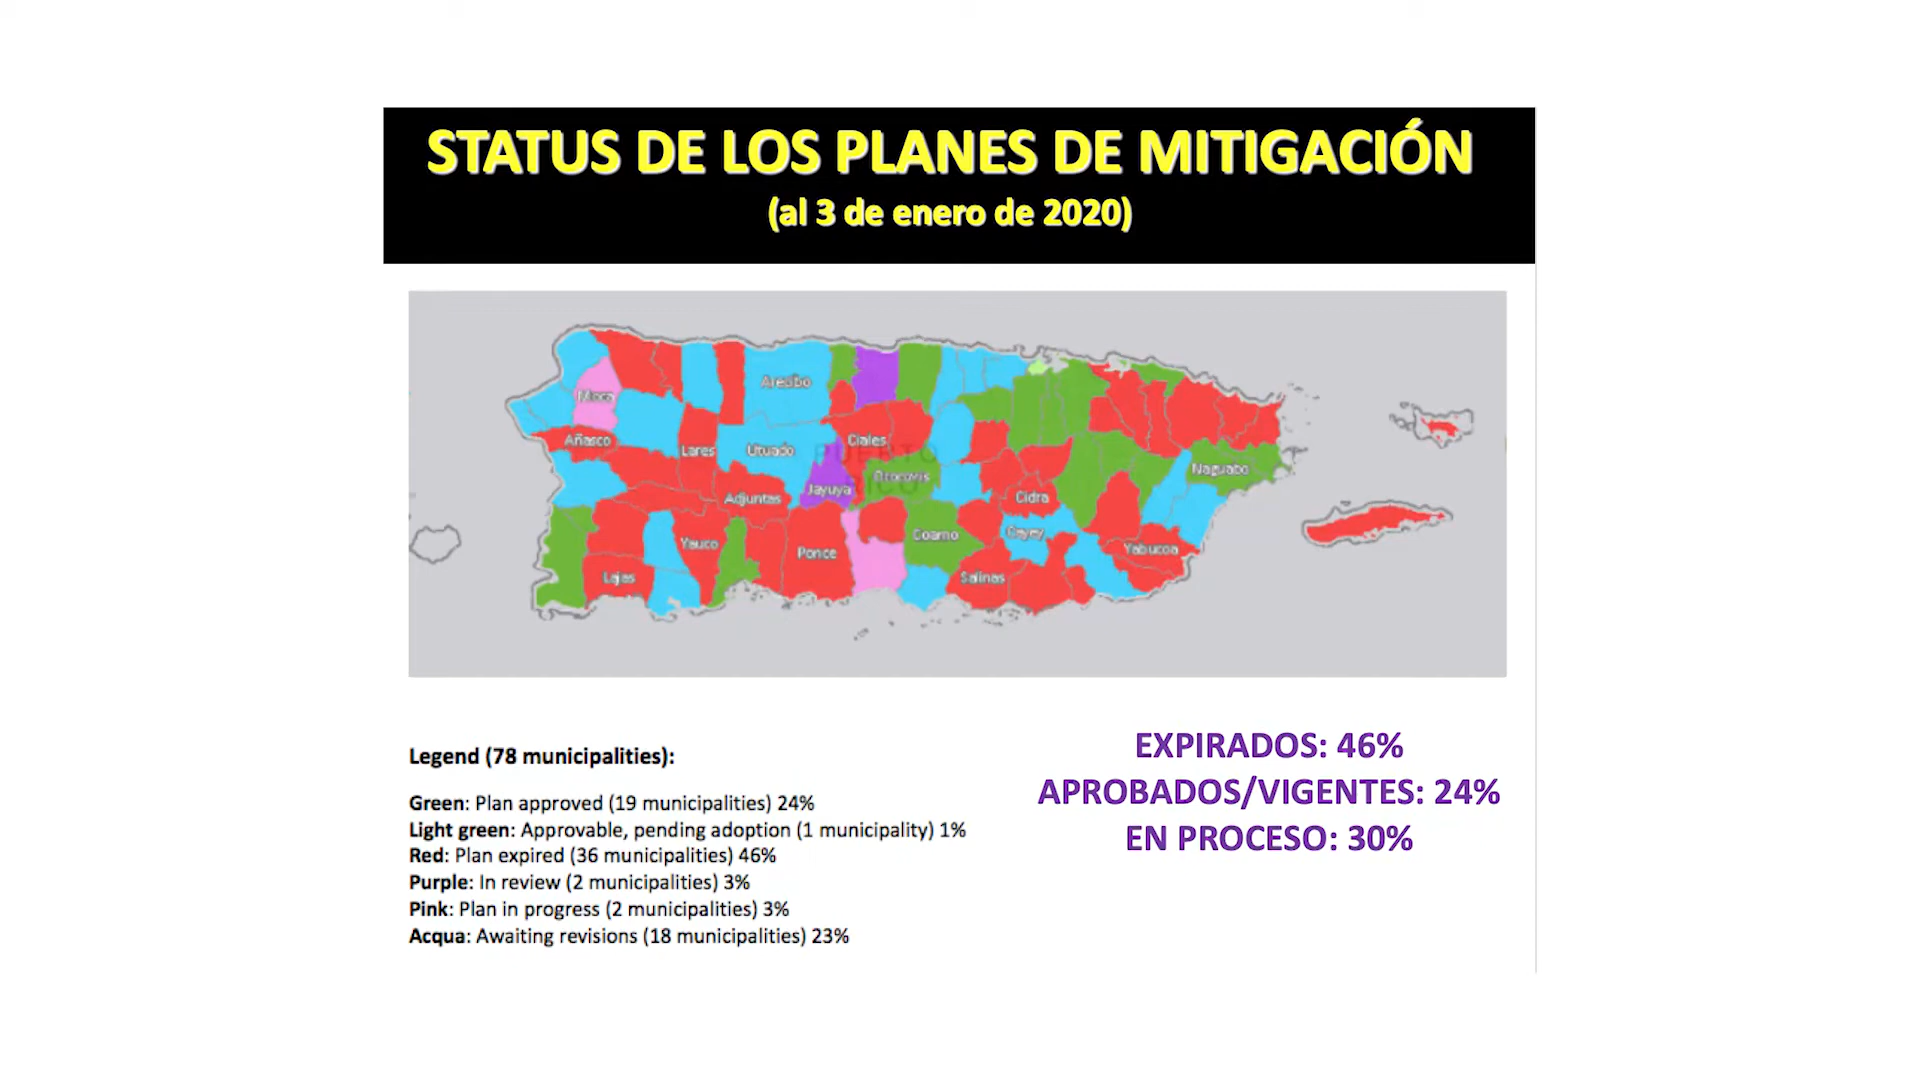 STATUS DE LOS PLANES DE MITIGACIÓN
(al 3 de enero de 2020)
Arecibo
Moca
Añasco
Ciales
Lares
Utuado
PUERTO
RICO
Naguabo
Orocovis
Jayuya
Adjuntas
Cidra
Coamo
Cayey
Yauco
Ponce
Yabucoa
Lajas
Salinas
Legend (78 municipalities):
Green: Plan approved (19 municipalities) 24%
Light green: Approvable, pending adoption (1 municipality) 1%
Red: Plan expired (36 municipalities) 46%
Purple: In review (2 municipalities) 3%
Pink: Plan in progress (2 municipalities) 3%
Acqua: Awaiting revisions (18 municipalities) 23%
EXPIRADOS: 46%
APROBADOS/VIGENTES: 24%
EN PROCESO: 30%